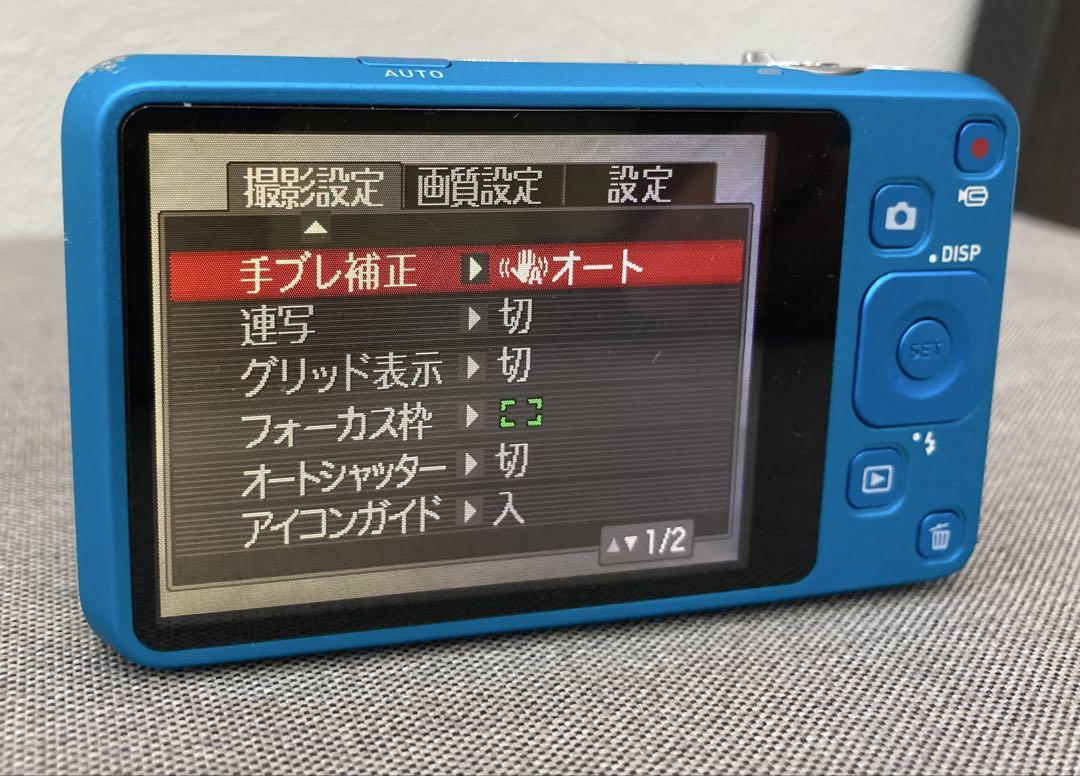 AUTO
撮影設定 画質設定 設定
手ブレ補正 オート
連写 切
グリッド表示 切
フォーカス枠
オートシャッター 切
アイコンガイド 入
1/2
DISP
SET